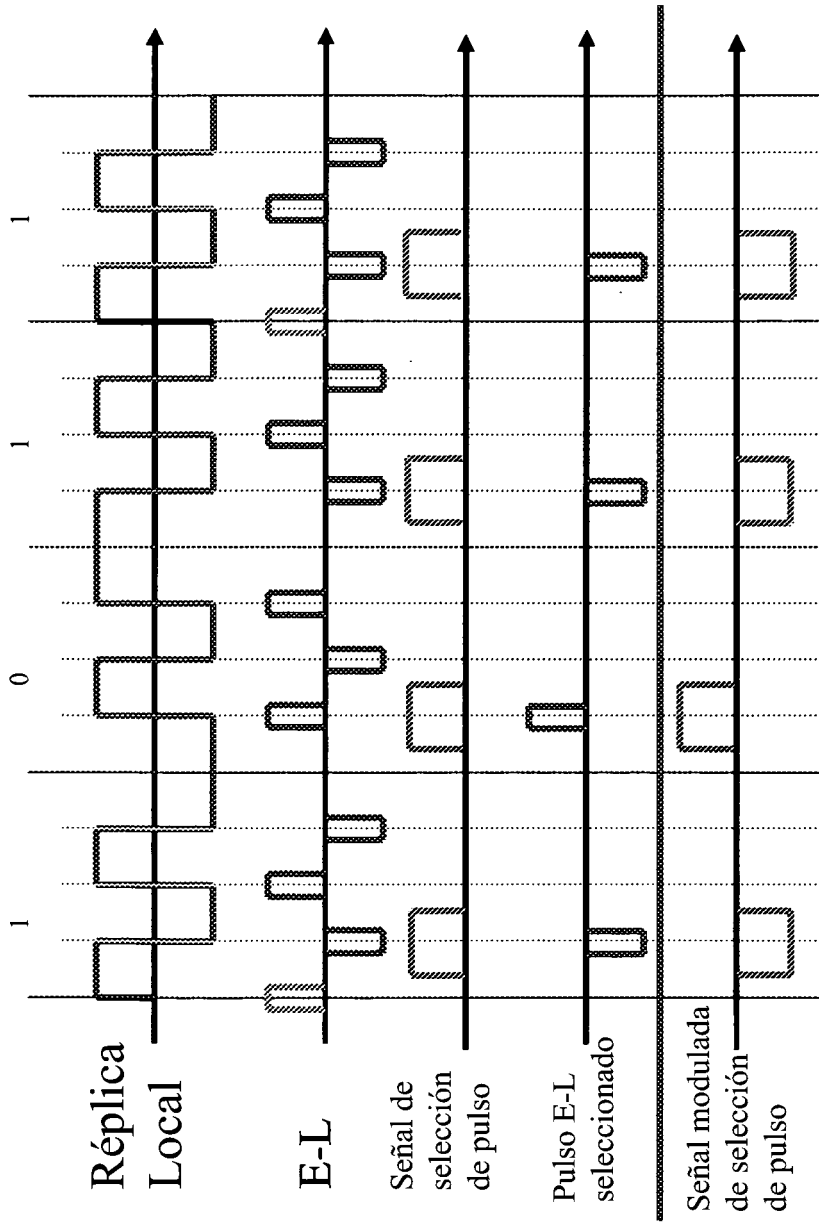 1 0 1 1
Réplica
Local
E-L
Señal de
selección
de pulso
Pulso E-L
seleccionado
Señal modulada
de selección
de pulso